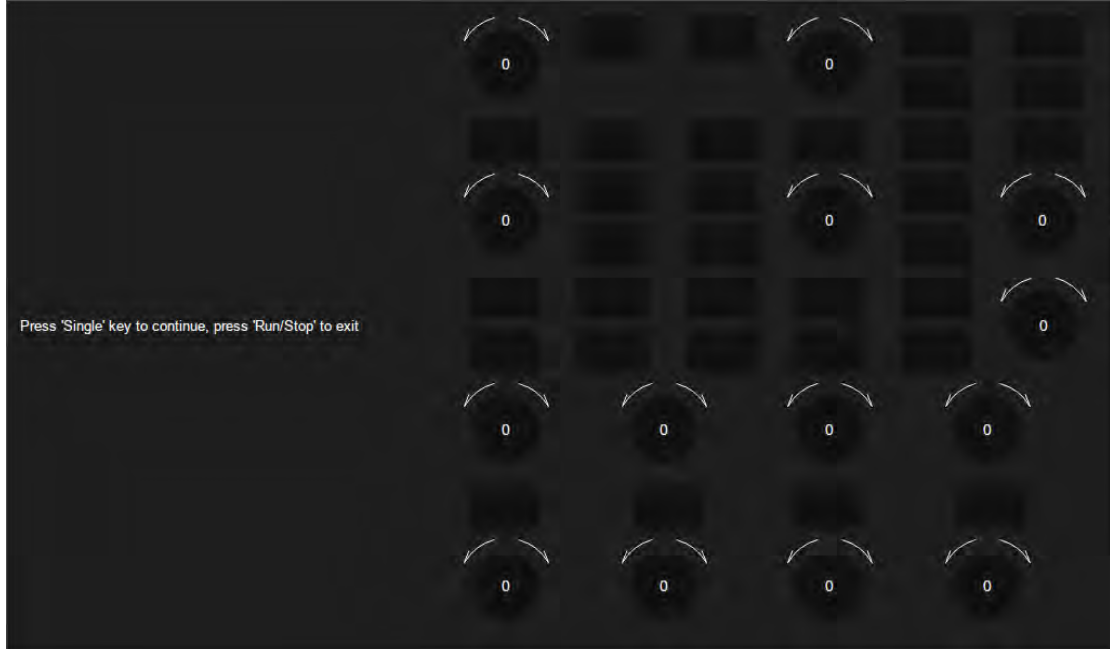 0 0
0 0 0
Press 'Single' key to continue, press 'Run/Stop' to exit
0
0 0 0 0
0 0 0 0